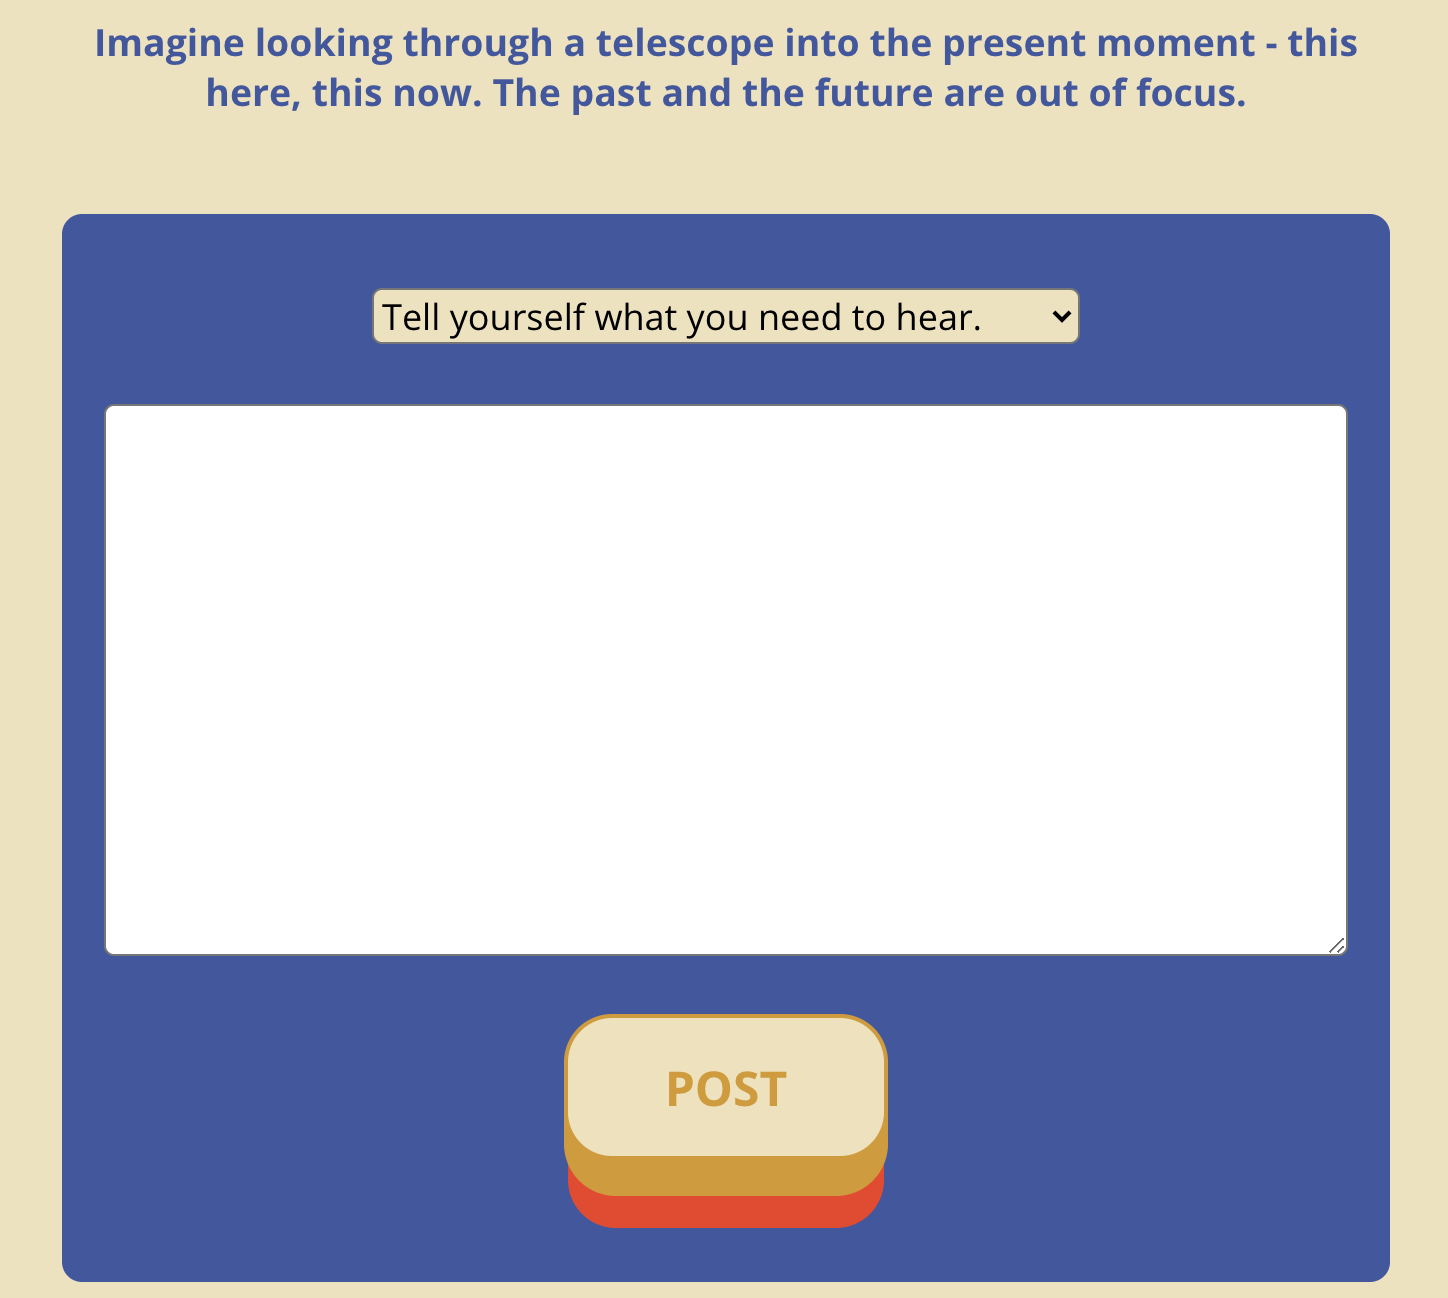 Imagine looking through a telescope into the present moment - this
here, this now. The past and the future are out of focus.
Tell yourself what you need to hear.
POST